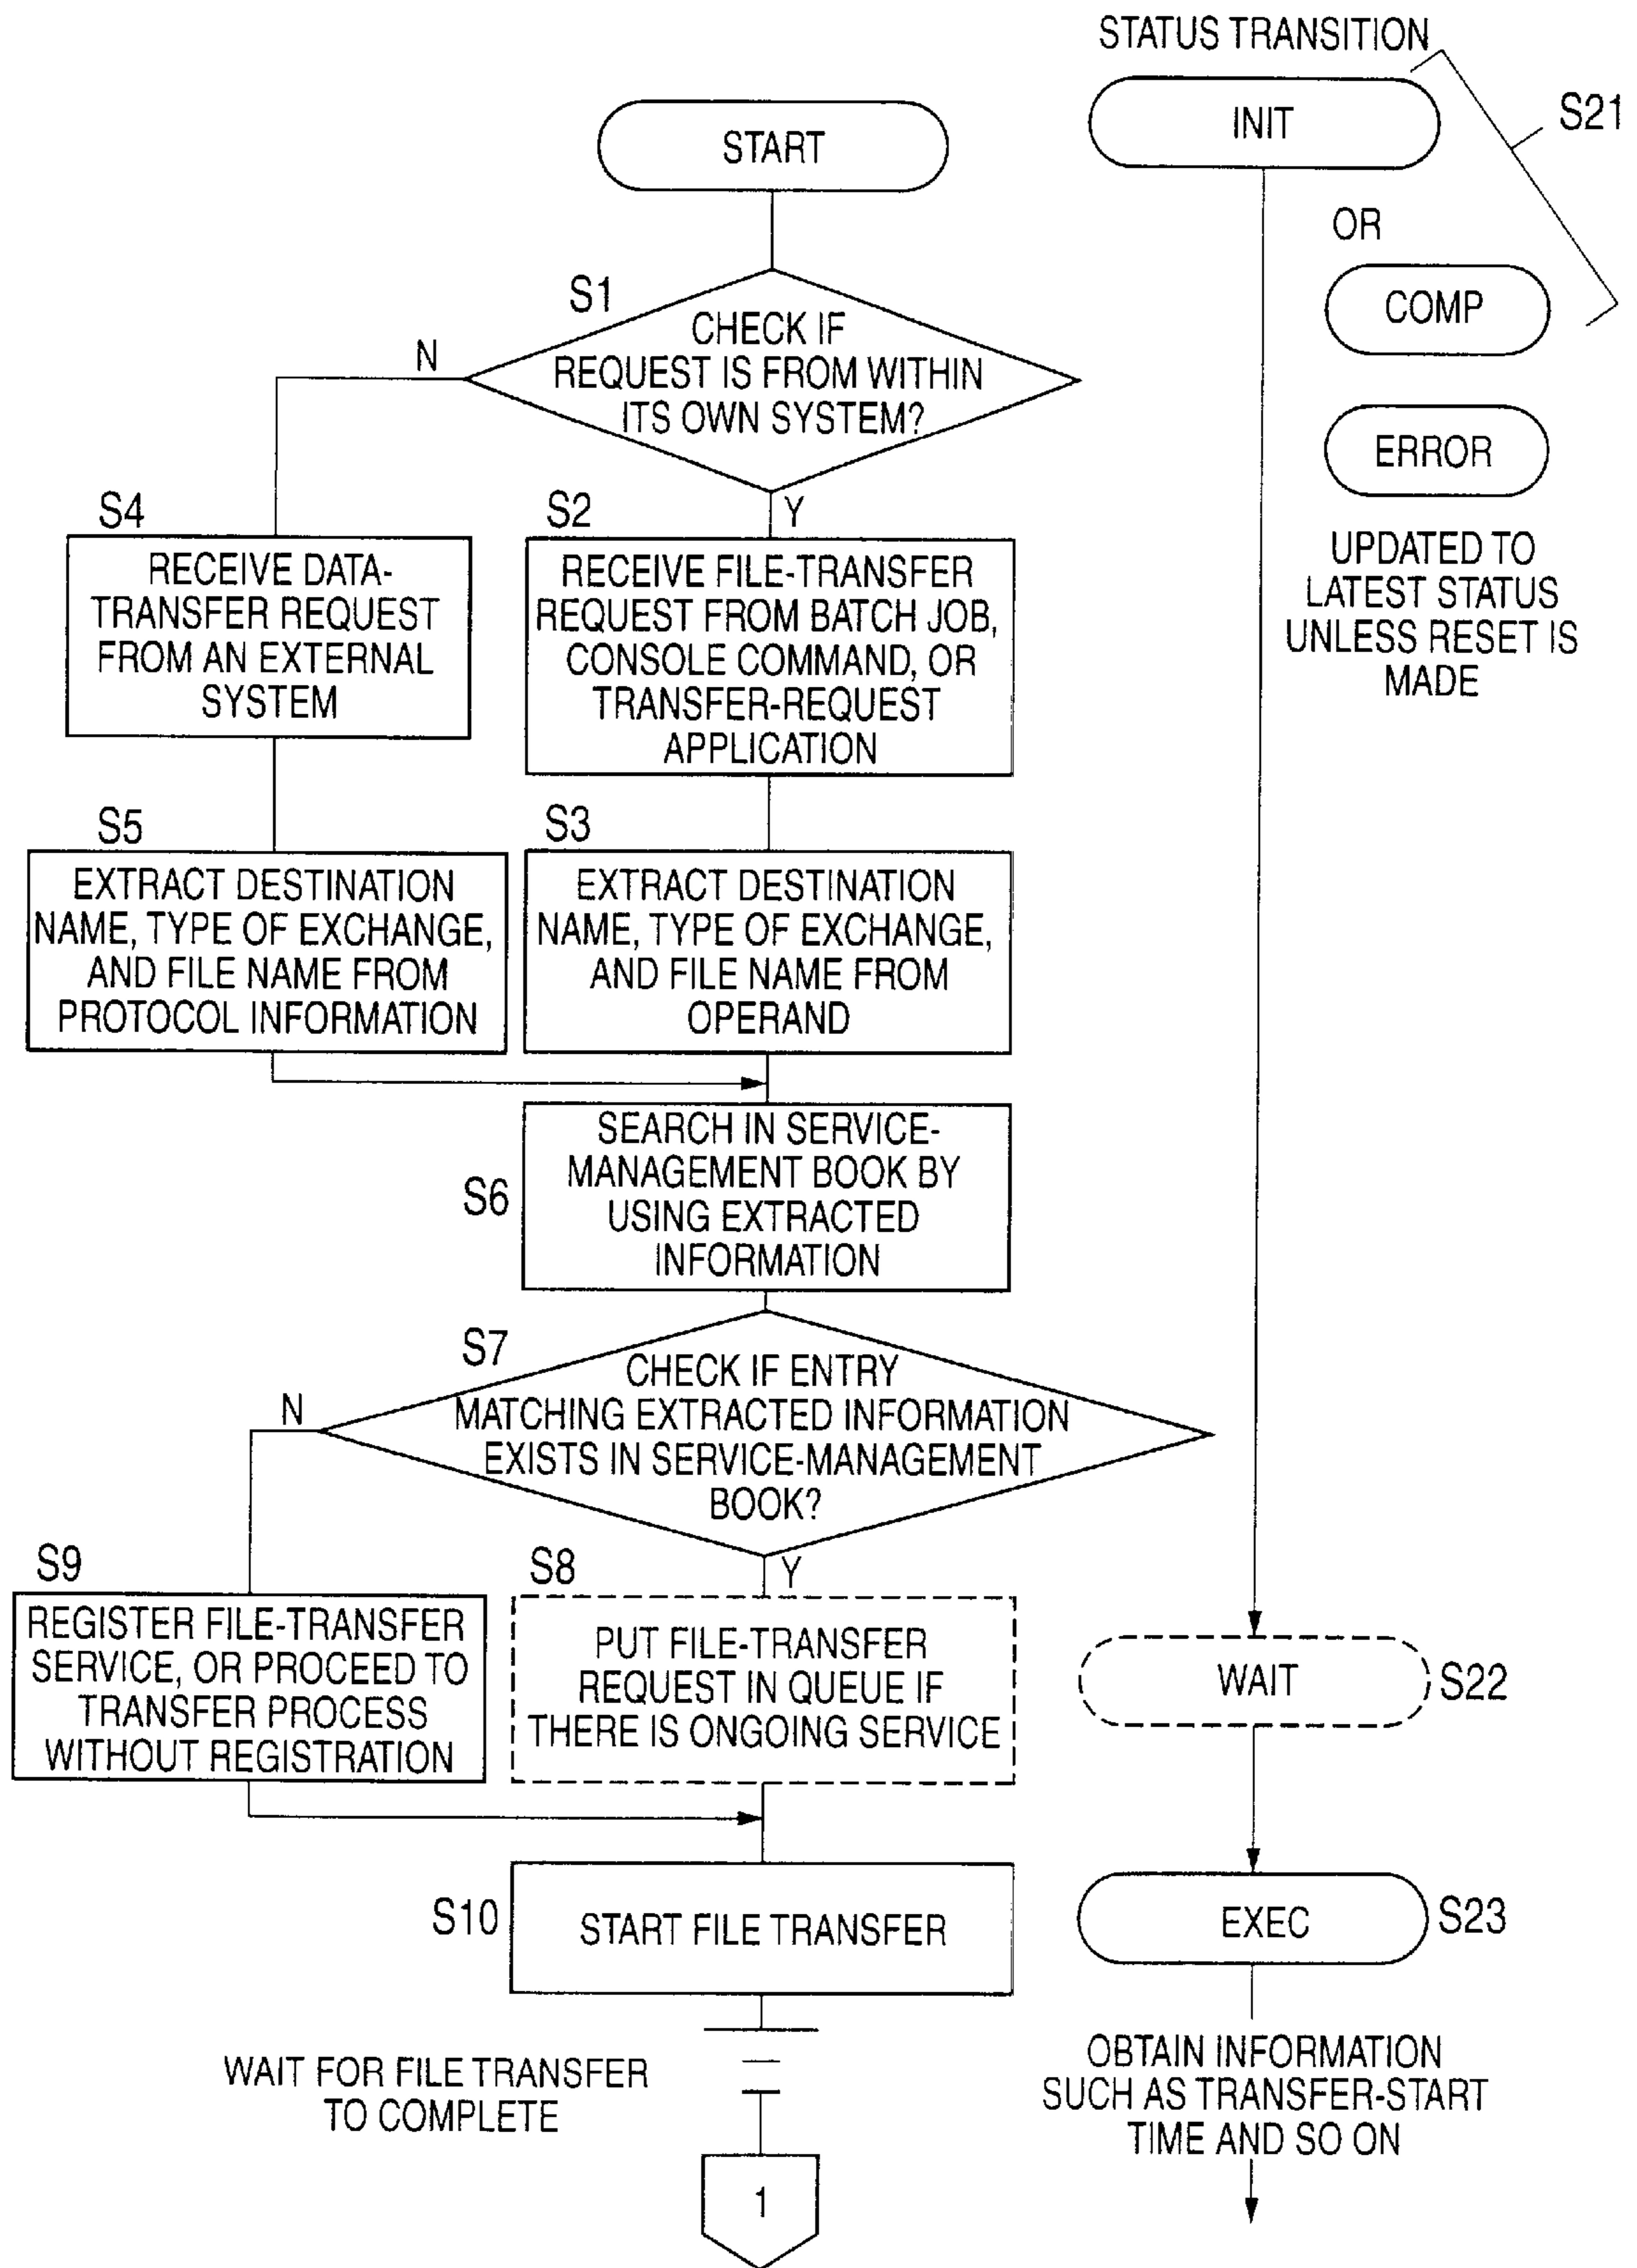 STATUS TRANSITION
INIT
S21
OR
COMP
ERROR
UPDATED TO
LATEST STATUS
UNLESS RESET IS
MADE
START
S1
CHECK IF
REQUEST IS FROM WITHIN
ITS OWN SYSTEM?
N
Y
S4
RECEIVE DATA-
TRANSFER REQUEST
FROM AN EXTERNAL
SYSTEM
S2
RECEIVE FILE-TRANSFER
REQUEST FROM BATCH JOB,
CONSOLE COMMAND, OR
TRANSFER-REQUEST
APPLICATION
S5
EXTRACT DESTINATION
NAME, TYPE OF EXCHANGE,
AND FILE NAME FROM
PROTOCOL INFORMATION
S3
EXTRACT DESTINATION
NAME, TYPE OF EXCHANGE,
AND FILE NAME FROM
OPERAND
S6
SEARCH IN SERVICE-
MANAGEMENT BOOK BY
USING EXTRACTED
INFORMATION
S7
CHECK IF ENTRY
MATCHING EXTRACTED INFORMATION
EXISTS IN SERVICE-MANAGEMENT
BOOK?
N
Y
S9
REGISTER FILE-TRANSFER
SERVICE, OR PROCEED TO
TRANSFER PROCESS
WITHOUT REGISTRATION
S8
PUT FILE-TRANSFER
REQUEST IN QUEUE IF
THERE IS ONGOING SERVICE
WAIT
S22
S10
START FILE TRANSFER
EXEC
S23
WAIT FOR FILE TRANSFER
TO COMPLETE
1
OBTAIN INFORMATION
SUCH AS TRANSFER-START
TIME AND SO ON